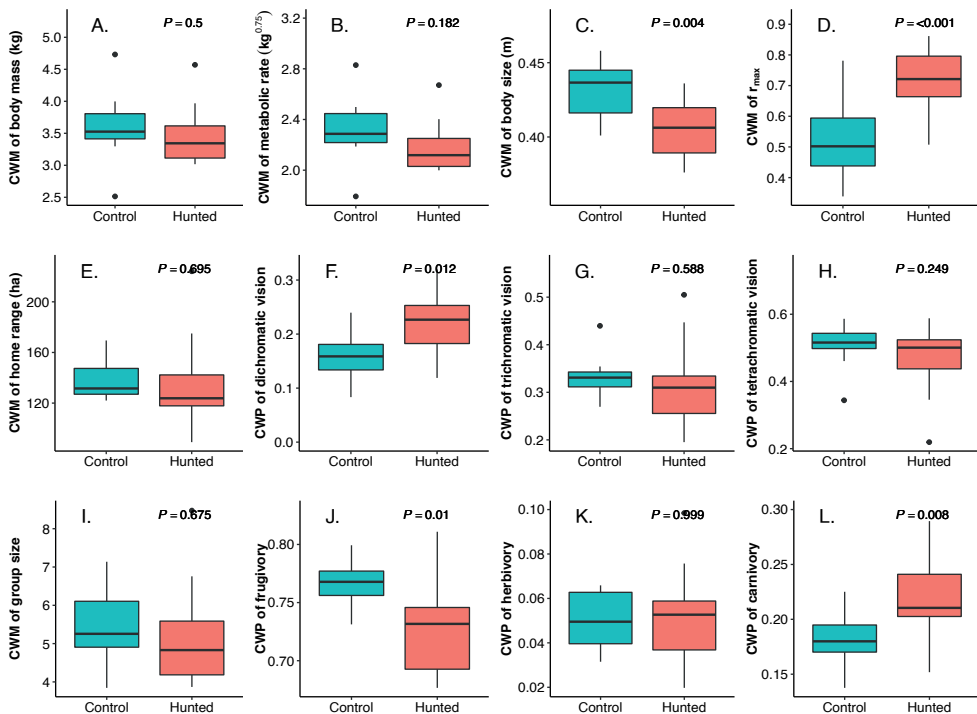 A.
P = 0.5
CWM of body mass (kg)
5.0
4.5
4.0
3.5
3.0
2.5
Control
Hunted
B.
P = 0.182
CWM of metabolic rate (kg^0.75)
2.8
2.4
2.0
Control
Hunted
C.
P = 0.004
CWM of body size (m)
0.45
0.40
Control
Hunted
D.
P = <0.001
CWM of rmax
0.9
0.8
0.7
0.6
0.5
0.4
Control
Hunted
E.
P = 0.695
CWM of home range (ha)
200
160
120
Control
Hunted
F.
P = 0.012
CWP of dichromatic vision
0.3
0.2
0.1
0.0
Control
Hunted
G.
P = 0.588
CWP of trichromatic vision
0.5
0.4
0.3
0.2
Control
Hunted
H.
P = 0.249
CWP of tetrachromatic vision
0.6
0.4
0.2
Control
Hunted
I.
P = 0.675
CWM of group size
8
7
6
5
4
Control
Hunted
J.
P = 0.01
CWP of frugivory
0.80
0.75
0.70
Control
Hunted
K.
P = 0.999
CWP of herbivory
0.10
0.08
0.06
0.04
0.02
Control
Hunted
L.
P = 0.008
CWP of carnivory
0.30
0.25
0.20
0.15
Control
Hunted